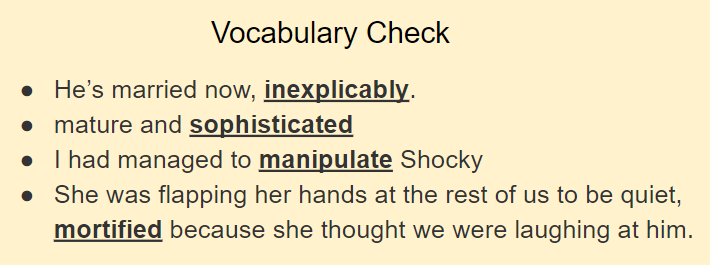 Vocabulary Check
● He’s married now, inexplicably.
● mature and sophisticated
● I had managed to manipulate Shocky
● She was flapping her hands at the rest of us to be quiet,
mortified because she thought we were laughing at him.